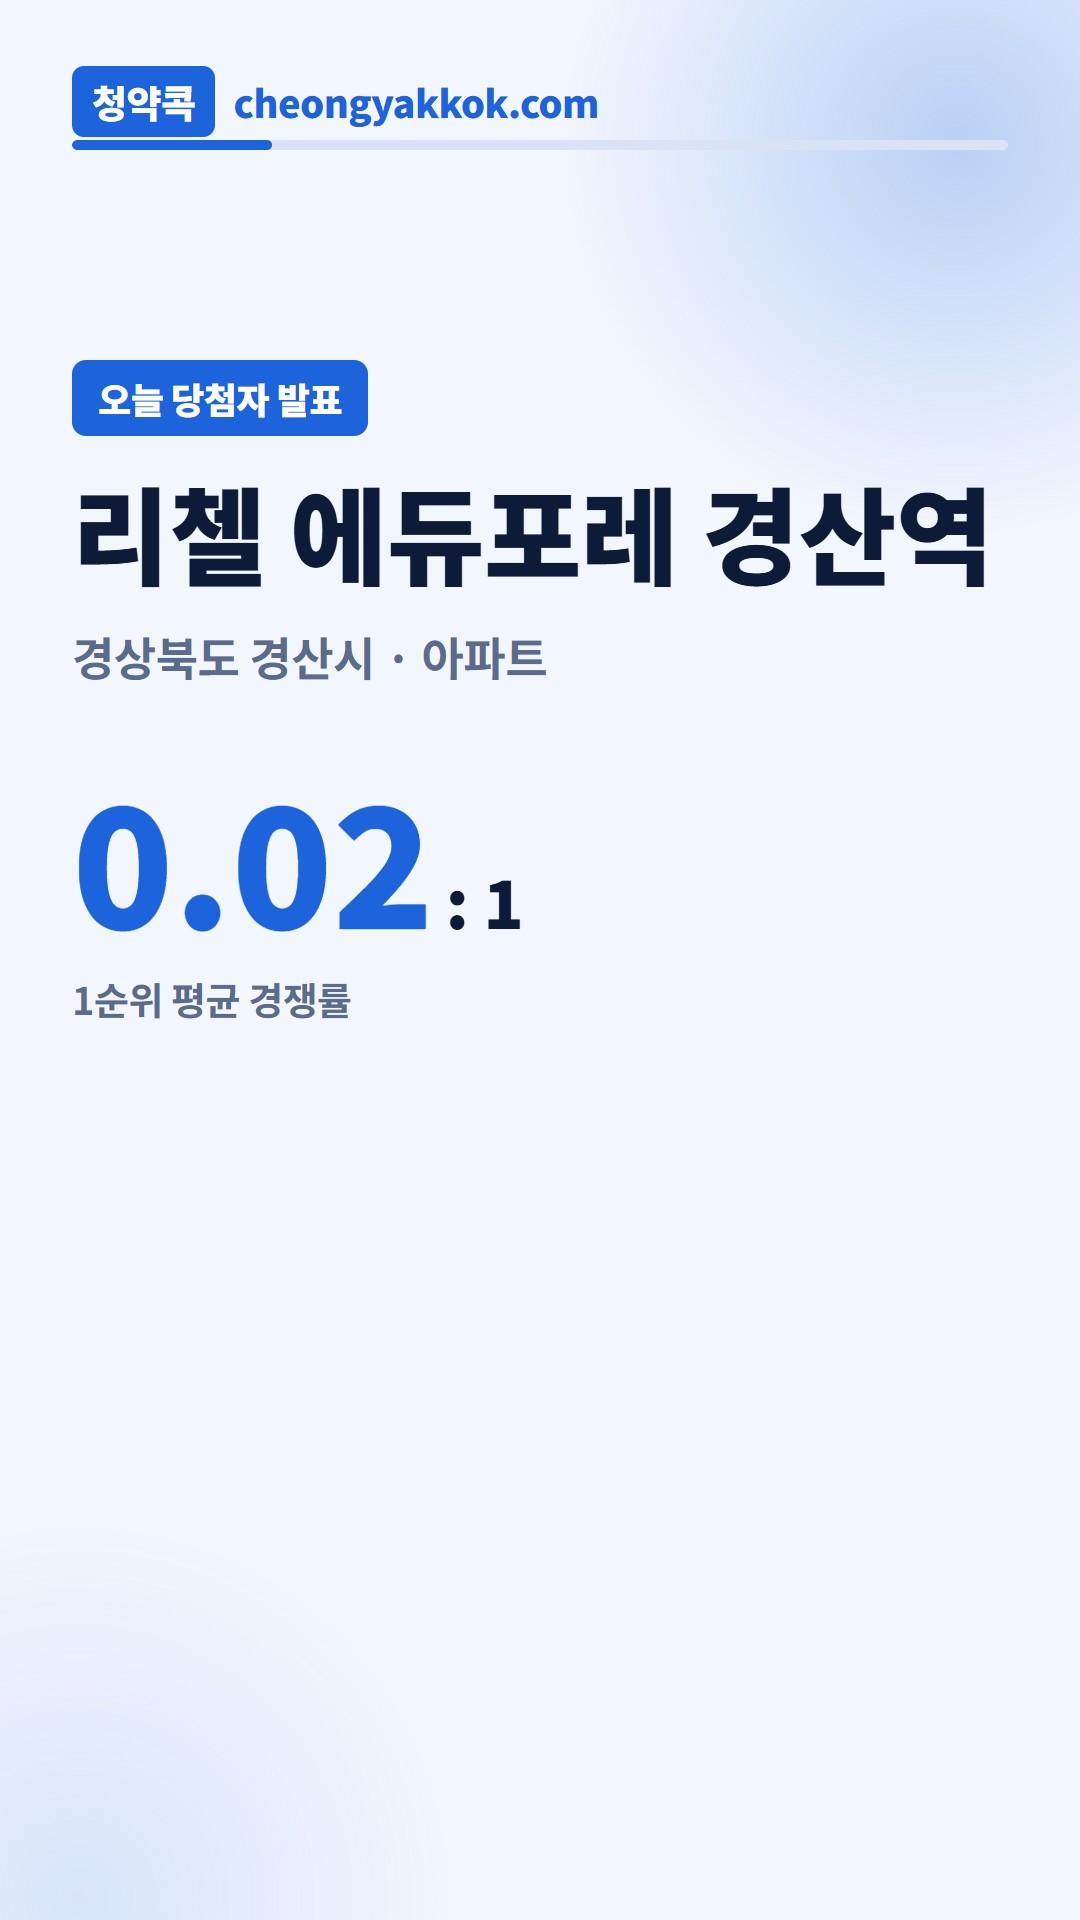 청약콕 cheongyakkok.com
오늘 당첨자 발표
리첼 에듀포레 경산역
경상북도 경산시 · 아파트
0.02 : 1
1순위 평균 경쟁률